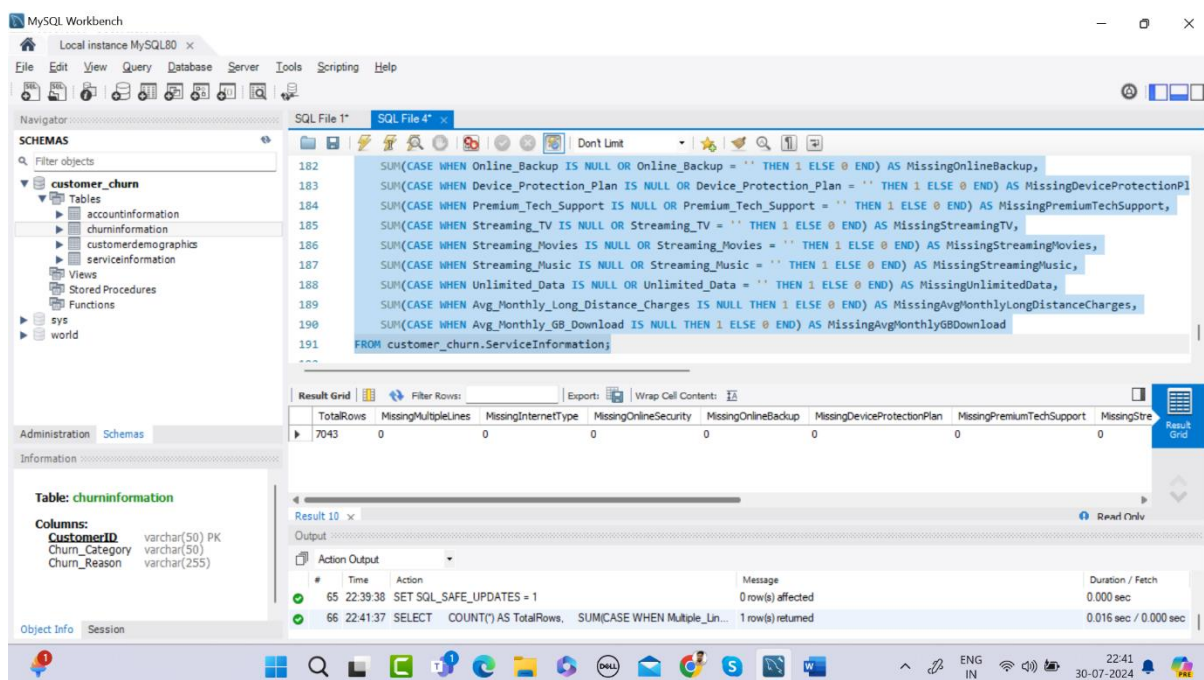 MySQL Workbench
Local instance MySQL80 ×
File Edit View Query Database Server Tools Scripting Help
Navigator
SQL File 1* SQL File 4* ×
SCHEMAS
Don't Limit
Filter objects
customer_churn
Tables
accountinformation
churninformation
customerdemographics
serviceinformation
Views
Stored Procedures
Functions
sys
world
182 SUM(CASE WHEN Online_Backup IS NULL OR Online_Backup = '' THEN 1 ELSE 0 END) AS MissingOnlineBackup,
183 SUM(CASE WHEN Device_Protection_Plan IS NULL OR Device_Protection_Plan = '' THEN 1 ELSE 0 END) AS MissingDeviceProtectionPl
184 SUM(CASE WHEN Premium_Tech_Support IS NULL OR Premium_Tech_Support = '' THEN 1 ELSE 0 END) AS MissingPremiumTechSupport,
185 SUM(CASE WHEN Streaming_TV IS NULL OR Streaming_TV = '' THEN 1 ELSE 0 END) AS MissingStreamingTV,
186 SUM(CASE WHEN Streaming_Movies IS NULL OR Streaming_Movies = '' THEN 1 ELSE 0 END) AS MissingStreamingMovies,
187 SUM(CASE WHEN Streaming_Music IS NULL OR Streaming_Music = '' THEN 1 ELSE 0 END) AS MissingStreamingMusic,
188 SUM(CASE WHEN Unlimited_Data IS NULL OR Unlimited_Data = '' THEN 1 ELSE 0 END) AS MissingUnlimitedData,
189 SUM(CASE WHEN Avg_Monthly_Long_Distance_Charges IS NULL THEN 1 ELSE 0 END) AS MissingAvgMonthlyLongDistanceCharges,
190 SUM(CASE WHEN Avg_Monthly_GB_Download IS NULL THEN 1 ELSE 0 END) AS MissingAvgMonthlyGBDownload
191 FROM customer_churn.ServiceInformation;
Result Grid Filter Rows: Export: Wrap Cell Content:
TotalRows MissingMultipleLines MissingInternetType MissingOnlineSecurity MissingOnlineBackup MissingDeviceProtectionPlan MissingPremiumTechSupport MissingStre
7043 0 0 0 0 0 0 0
Result
Grid
Administration Schemas
Information
Table: churninformation
Columns:
CustomerID varchar(50) PK
Churn_Category varchar(50)
Churn_Reason varchar(255)
Result 10 × Read Only
Output
Action Output
# Time Action Message Duration / Fetch
65 22:39:38 SET SQL_SAFE_UPDATES = 1 0 row(s) affected 0.000 sec
66 22:41:37 SELECT COUNT(*) AS TotalRows, SUM(CASE WHEN Multiple_Lin... 1 row(s) returned 0.016 sec / 0.000 sec
Object Info Session
1
DELL
ENG
IN
22:41
30-07-2024
PRE